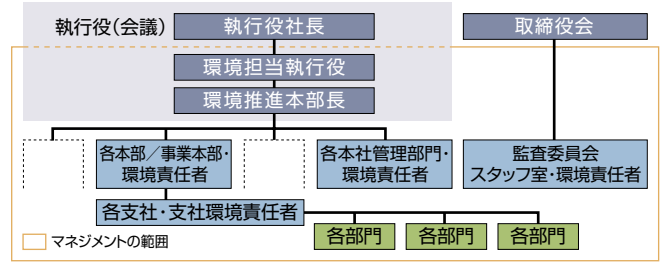 執行役(会議)
執行役社長
取締役会
環境担当執行役
環境推進本部長
各本部／事業本部・
環境責任者
各本社管理部門・
環境責任者
監査委員会
スタッフ室・環境責任者
各支社・支社環境責任者
各部門
各部門
各部門
マネジメントの範囲